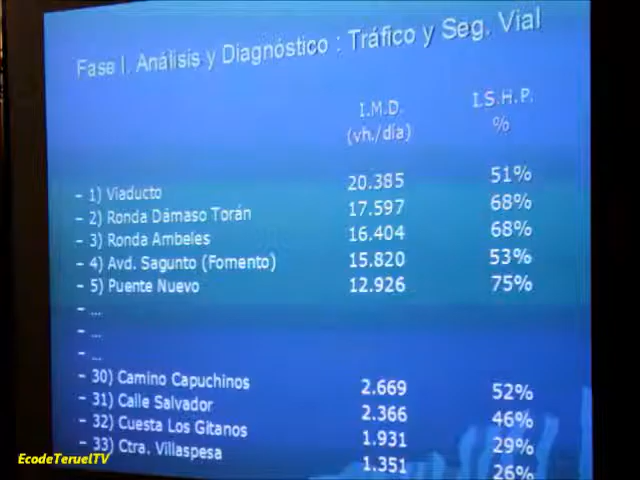 Fase I. Análisis y Diagnóstico : Tráfico y Seg. Vial
I.M.D. I.S.H.P.
(vh./día) %
- 1) Viaducto 20.385 51%
- 2) Ronda Dámaso Torán 17.597 68%
- 3) Ronda Ambeles 16.404 68%
- 4) Avd. Sagunto (Fomento) 15.820 53%
- 5) Puente Nuevo 12.926 75%
- ...
- ...
- ...
- 30) Camino Capuchinos 2.669 52%
- 31) Calle Salvador 2.366 46%
- 32) Cuesta Los Gitanos 1.931 29%
- 33) Ctra. Villaspesa 1.351 26%
EcodeTeruelTV